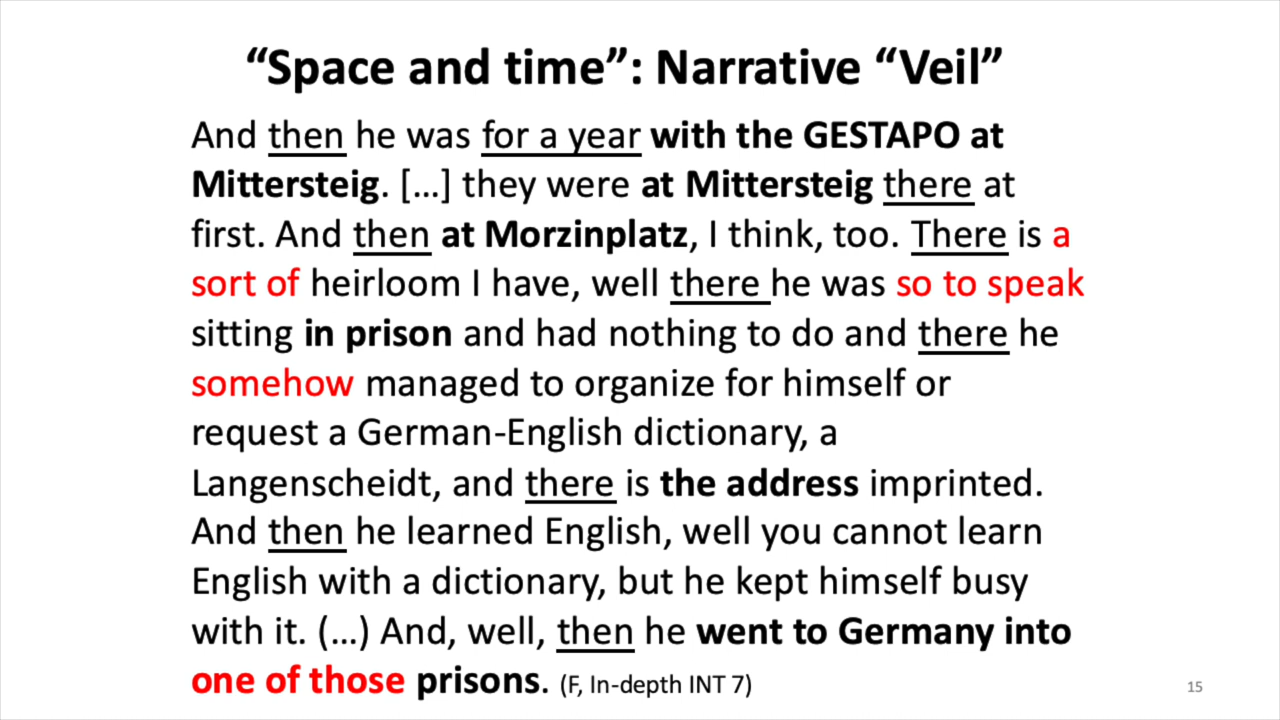 “Space and time”: Narrative “Veil”
And then he was for a year with the GESTAPO at
Mittersteig. […] they were at Mittersteig there at
first. And then at Morzinplatz, I think, too. There is a
sort of heirloom I have, well there he was so to speak
sitting in prison and had nothing to do and there he
somehow managed to organize for himself or
request a German-English dictionary, a
Langenscheidt, and there is the address imprinted.
And then he learned English, well you cannot learn
English with a dictionary, but he kept himself busy
with it. (…) And, well, then he went to Germany into
one of those prisons. (F, In-depth INT 7)
15